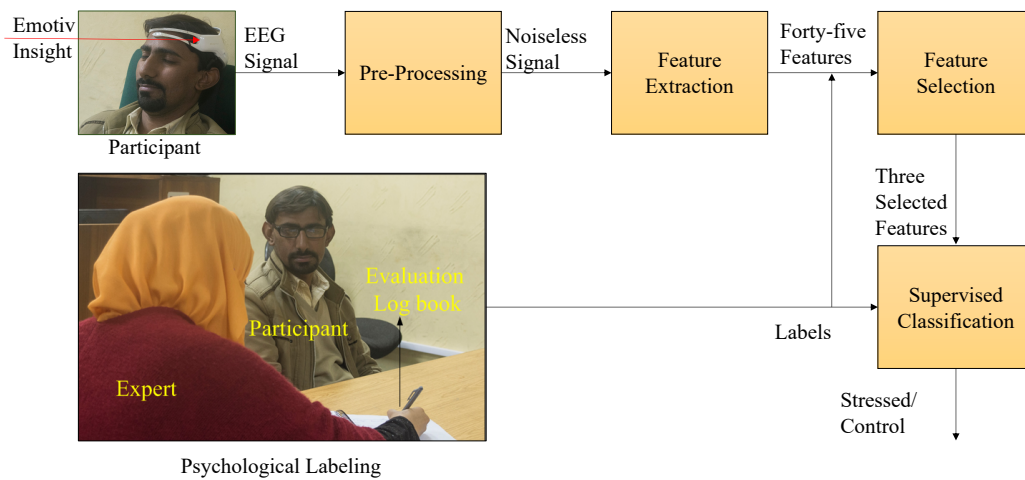 Emotiv
Insight
Participant
EEG
Signal
Pre-Processing
Noiseless
Signal
Feature
Extraction
Forty-five
Features
Feature
Selection
Three
Selected
Features
Evaluation
Log book
Participant
Expert
Psychological Labeling
Labels
Supervised
Classification
Stressed/
Control